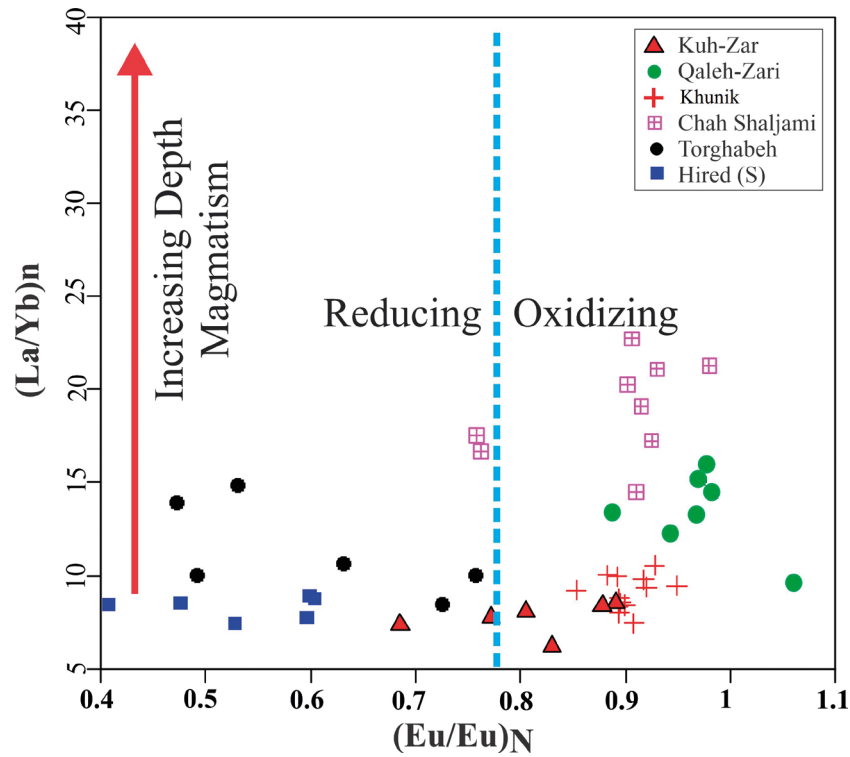 40
35
30
25
20
15
10
5
(La/Yb)n
Increasing Depth
Magmatism
Reducing
Oxidizing
Kuh-Zar
Qaleh-Zari
Khunik
Chah Shaljami
Torghabeh
Hired (S)
0.4 0.5 0.6 0.7 0.8 0.9 1 1.1
(Eu/Eu)N